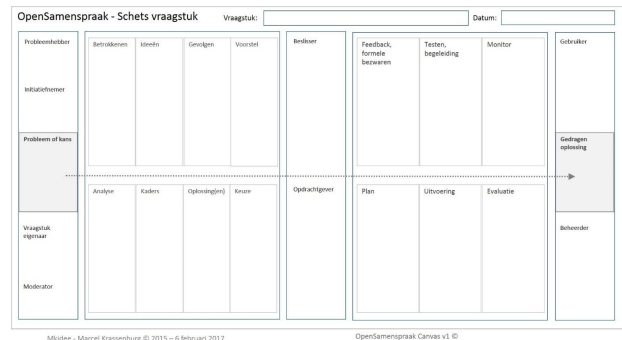 OpenSamenspraak - Schets vraagstuk
Vraagstuk:
Datum:
Probleemhebber
Initiatiefnemer
Probleem of kans
Vraagstuk
eigenaar
Moderator
Betrokkenen
Ideeën
Gevolgen
Voorstel
Analyse
Kaders
Oplossing(en)
Keuze
Beslisser
Opdrachtgever
Feedback,
formele
bezwaren
Testen,
begeleiding
Monitor
Plan
Uitvoering
Evaluatie
Gebruiker
Gedragen
oplossing
Beheerder
Mkidee - Marcel Krassenburg © 2015 – 6 februari 2017
OpenSamenspraak Canvas v1 ©